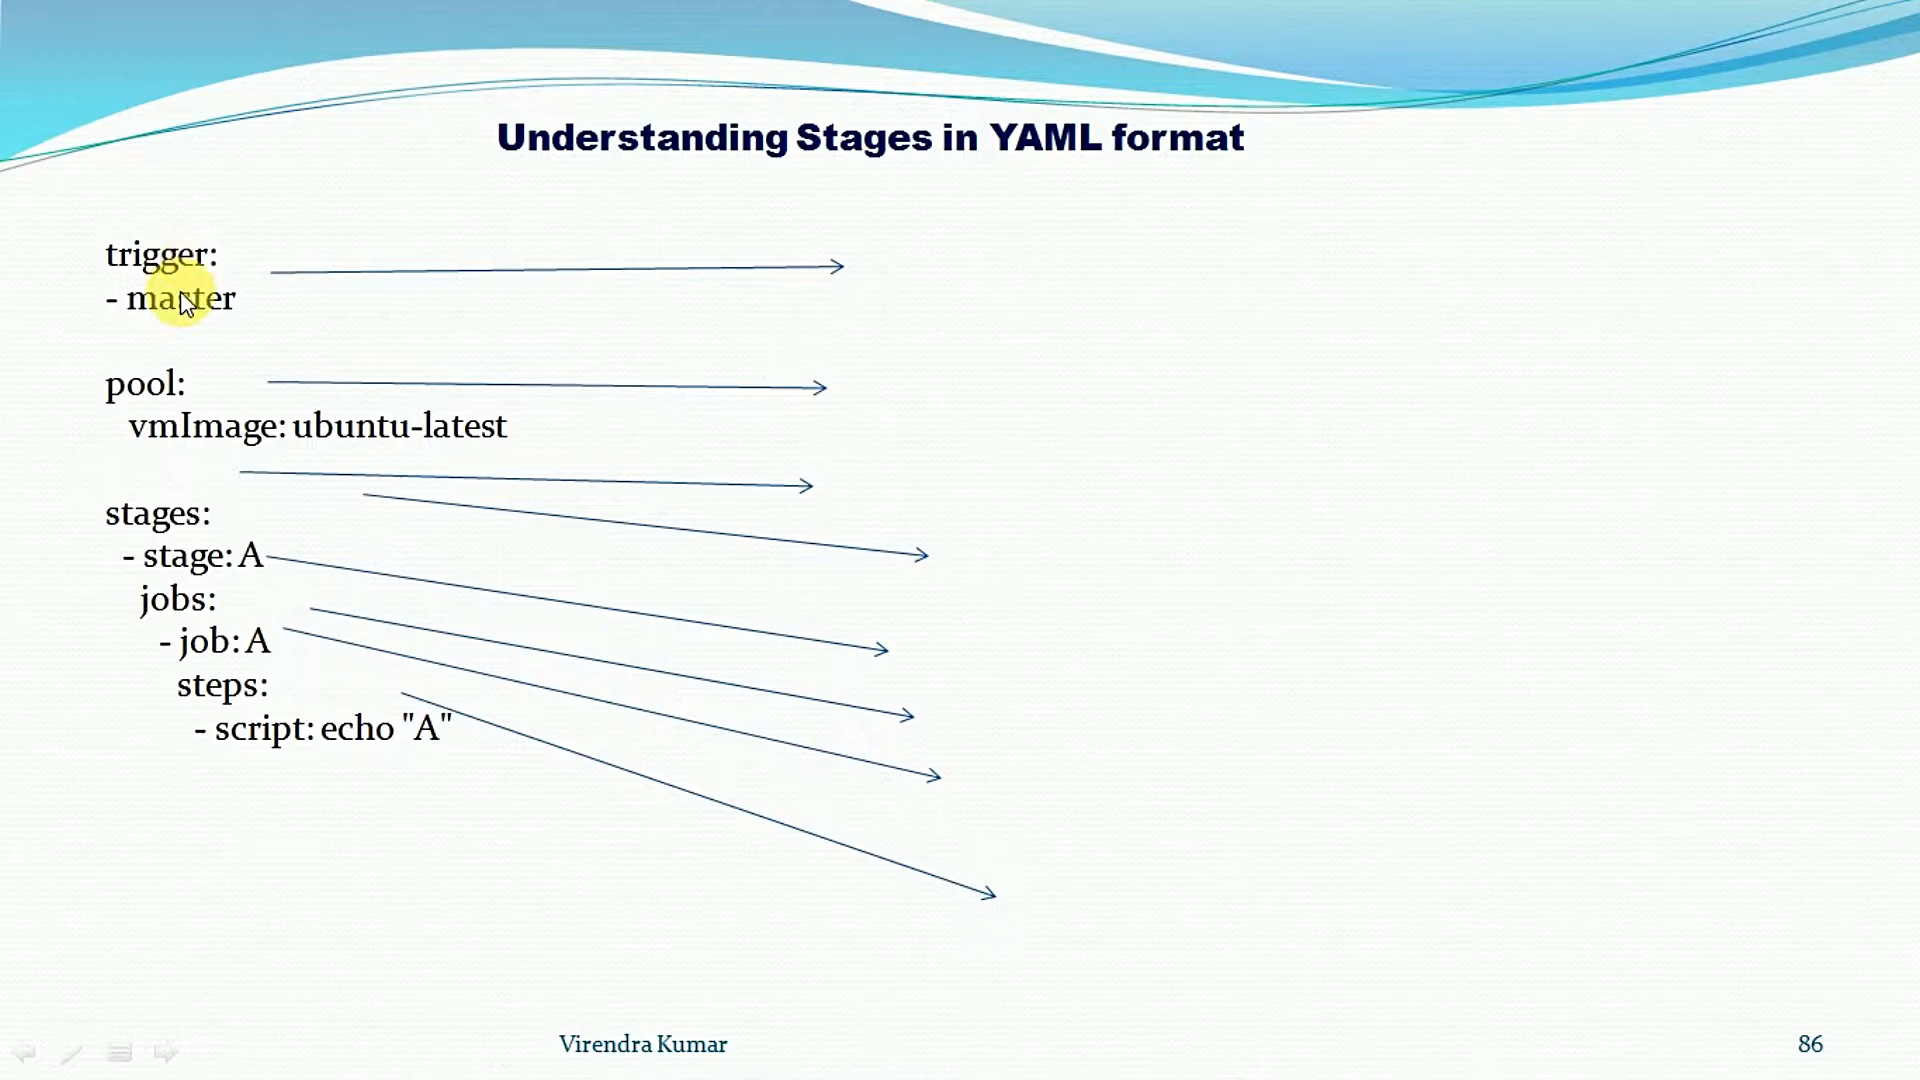 Understanding Stages in YAML format
trigger:
- master
pool:
vmImage: ubuntu-latest
stages:
- stage: A
jobs:
- job: A
steps:
- script: echo "A"
Virendra Kumar
86